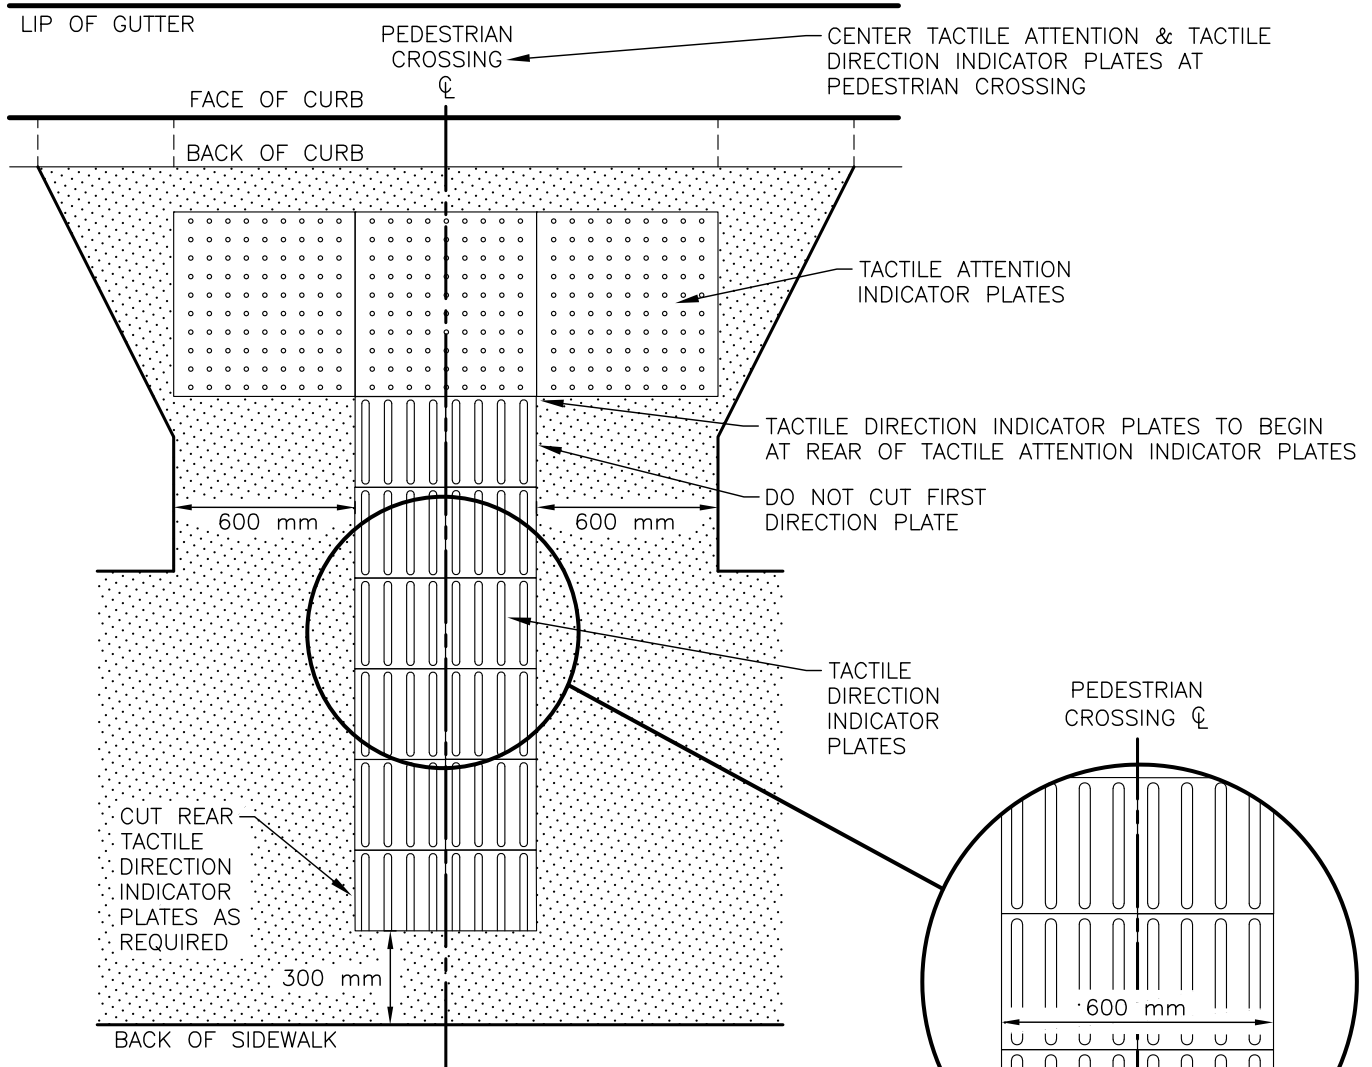 LIP OF GUTTER
PEDESTRIAN
CROSSING
℄
CENTER TACTILE ATTENTION & TACTILE
DIRECTION INDICATOR PLATES AT
PEDESTRIAN CROSSING
FACE OF CURB
BACK OF CURB
TACTILE ATTENTION
INDICATOR PLATES
TACTILE DIRECTION INDICATOR PLATES TO BEGIN
AT REAR OF TACTILE ATTENTION INDICATOR PLATES
DO NOT CUT FIRST
DIRECTION PLATE
600 mm
600 mm
TACTILE
DIRECTION
INDICATOR
PLATES
PEDESTRIAN
CROSSING ℄
CUT REAR
TACTILE
DIRECTION
INDICATOR
PLATES AS
REQUIRED
300 mm
600 mm
BACK OF SIDEWALK